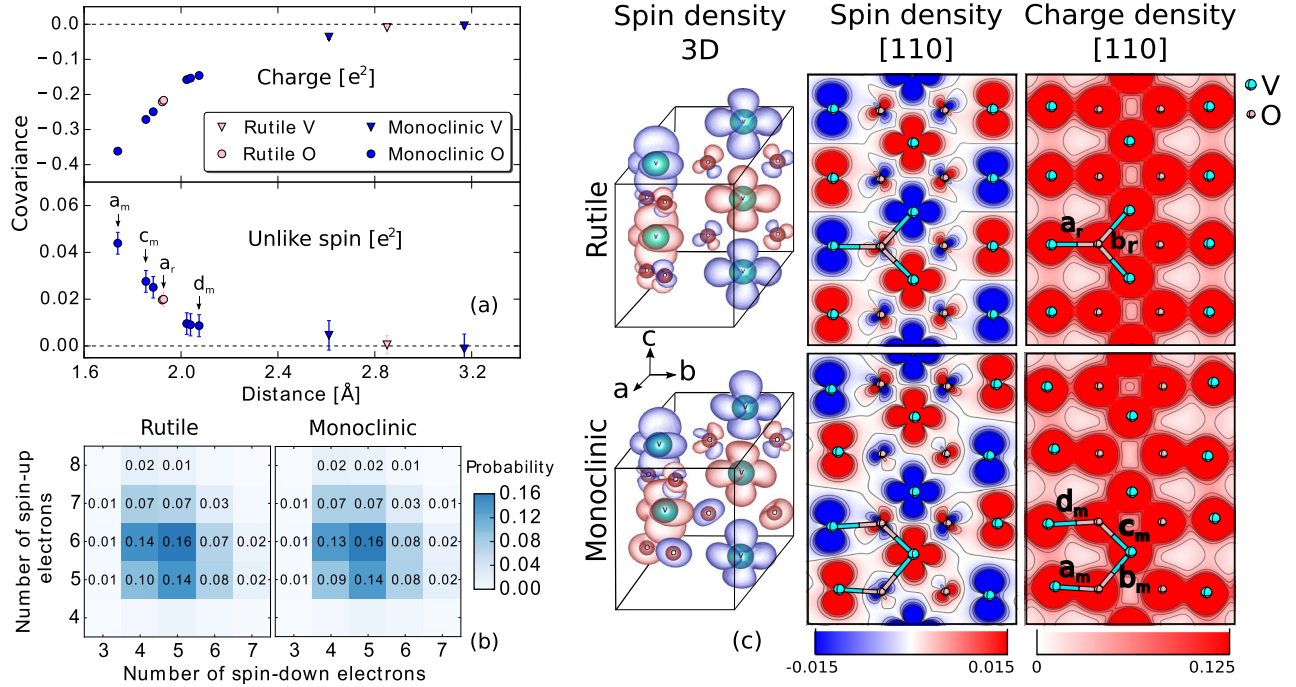 0.0
−0.1
−0.2
−0.3
−0.4
Charge [e²]
Rutile V
Monoclinic V
Rutile O
Monoclinic O
Covariance
0.06
0.04
0.02
0.00
a_m
c_m
a_r
d_m
Unlike spin [e²]
(a)
1.6 2.0 2.4 2.8 3.2
Distance [Å]
Rutile
Monoclinic
Number of spin-up
electrons
8 0.02 0.01 0.02 0.02 0.01
7 0.01 0.07 0.07 0.03 0.01 0.07 0.07 0.03 0.01
6 0.01 0.14 0.16 0.07 0.02 0.01 0.13 0.16 0.08 0.02
5 0.01 0.10 0.14 0.08 0.02 0.01 0.09 0.14 0.08 0.02
4
3 4 5 6 7 3 4 5 6 7
Number of spin-down electrons
Probability
0.16
0.12
0.08
0.04
0.00
(b)
Spin density
3D
Spin density
[110]
Charge density
[110]
V
O
Rutile
a_r
b_r
c
b
a
Monoclinic
d_m
c_m
a_m
b_m
(c)
-0.015 0.015
0 0.125